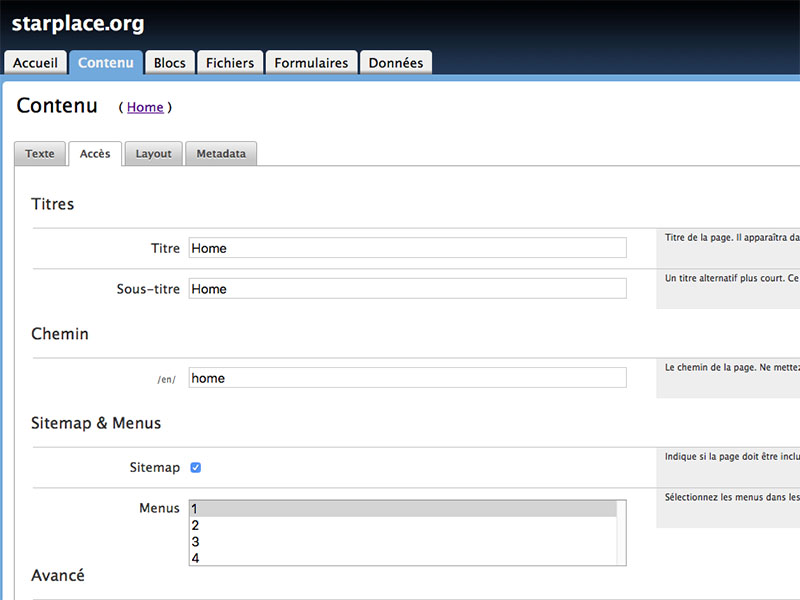 starplace.org
Accueil Contenu Blocs Fichiers Formulaires Données
Contenu ( Home )
Texte Accès Layout Metadata
Titres
Titre Home Titre de la page. Il apparaîtra da
Sous-titre Home Un titre alternatif plus court. Ce
Chemin
/en/ home Le chemin de la page. Ne mettez
Sitemap & Menus
Sitemap Indique si la page doit être inclu
Menus 1 Sélectionnez les menus dans les
2
3
4
Avancé